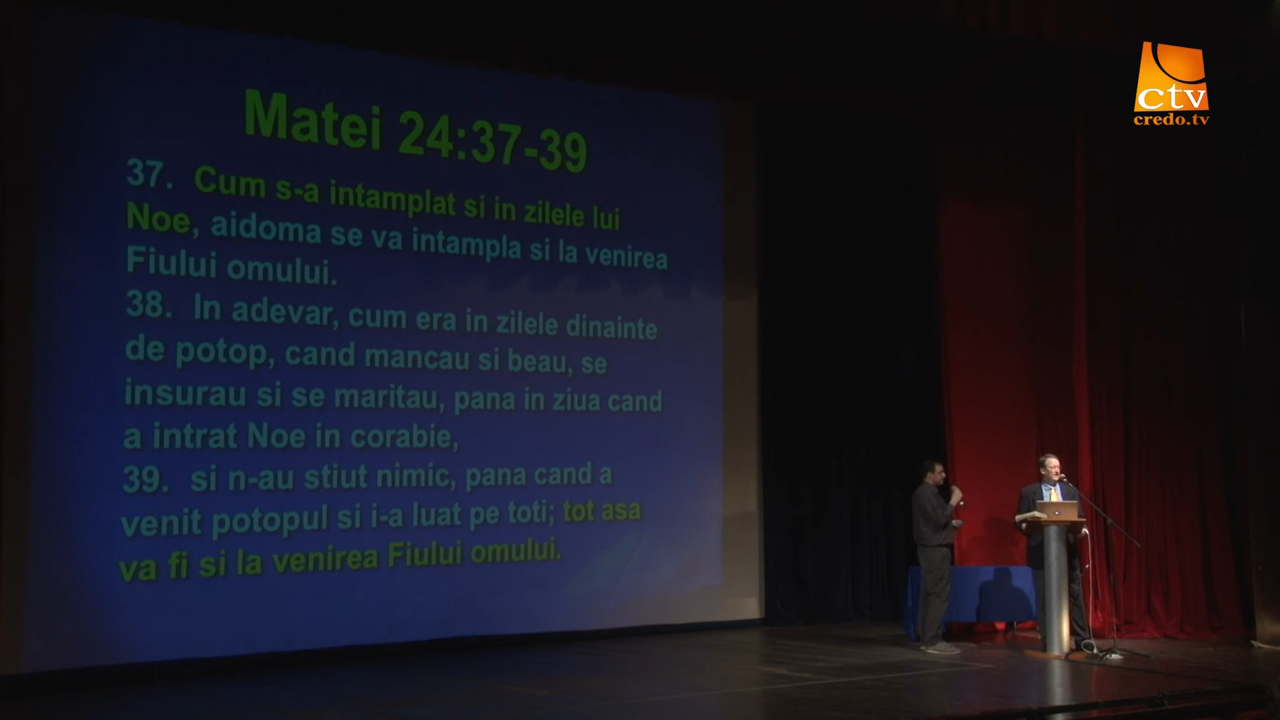 Matei 24:37-39
37. Cum s-a intamplat si in zilele lui
Noe, aidoma se va intampla si la venirea
Fiului omului.
38. In adevar, cum era in zilele dinainte
de potop, cand mancau si beau, se
insurau si se maritau, pana in ziua cand
a intrat Noe in corabie,
39. si n-au stiut nimic, pana cand a
venit potopul si i-a luat pe toti; tot asa
va fi si la venirea Fiului omului.
ctv
credo.tv